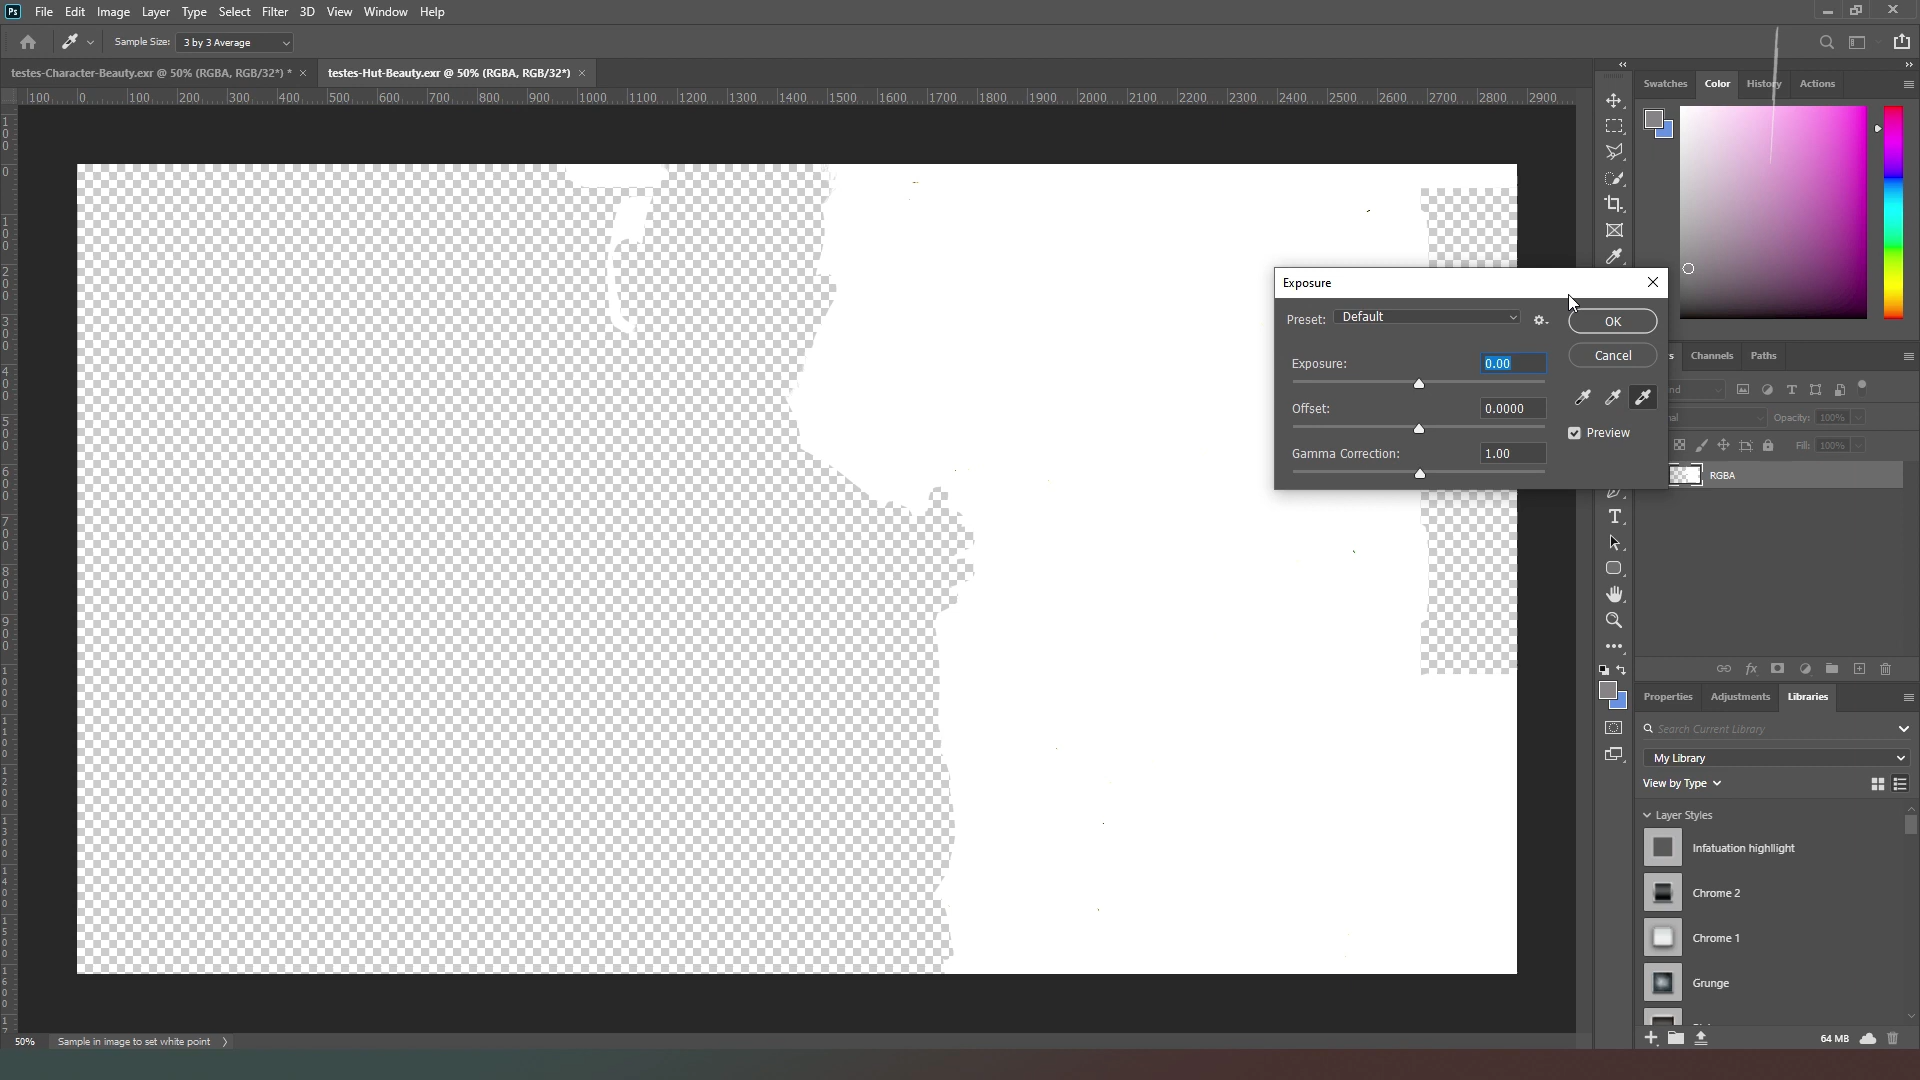 Ps File Edit Image Layer Type Select Filter 3D View Window Help
Sample Size: 3 by 3 Average
testes-Character-Beauty.exr @ 50% (RGBA, RGB/32*) * × testes-Hut-Beauty.exr @ 50% (RGBA, RGB/32*) ×
100 0 100 200 300 400 500 600 700 800 900 1000 1100 1200 1300 1400 1500 1600 1700 1800 1900 2000 2100 2200 2300 2400 2500 2600 2700 2800 2900
Swatches Color History Actions
Exposure
Preset: Default
OK
Cancel
Exposure: 0.00
Offset: 0.0000
Preview
Gamma Correction: 1.00
Channels Paths
Opacity: 100%
Fill: 100%
RGBA
Properties Adjustments Libraries
Search Current Library
My Library
View by Type
Layer Styles
Infatuation highllight
Chrome 2
Chrome 1
Grunge
64 MB
50% Sample in image to set white point